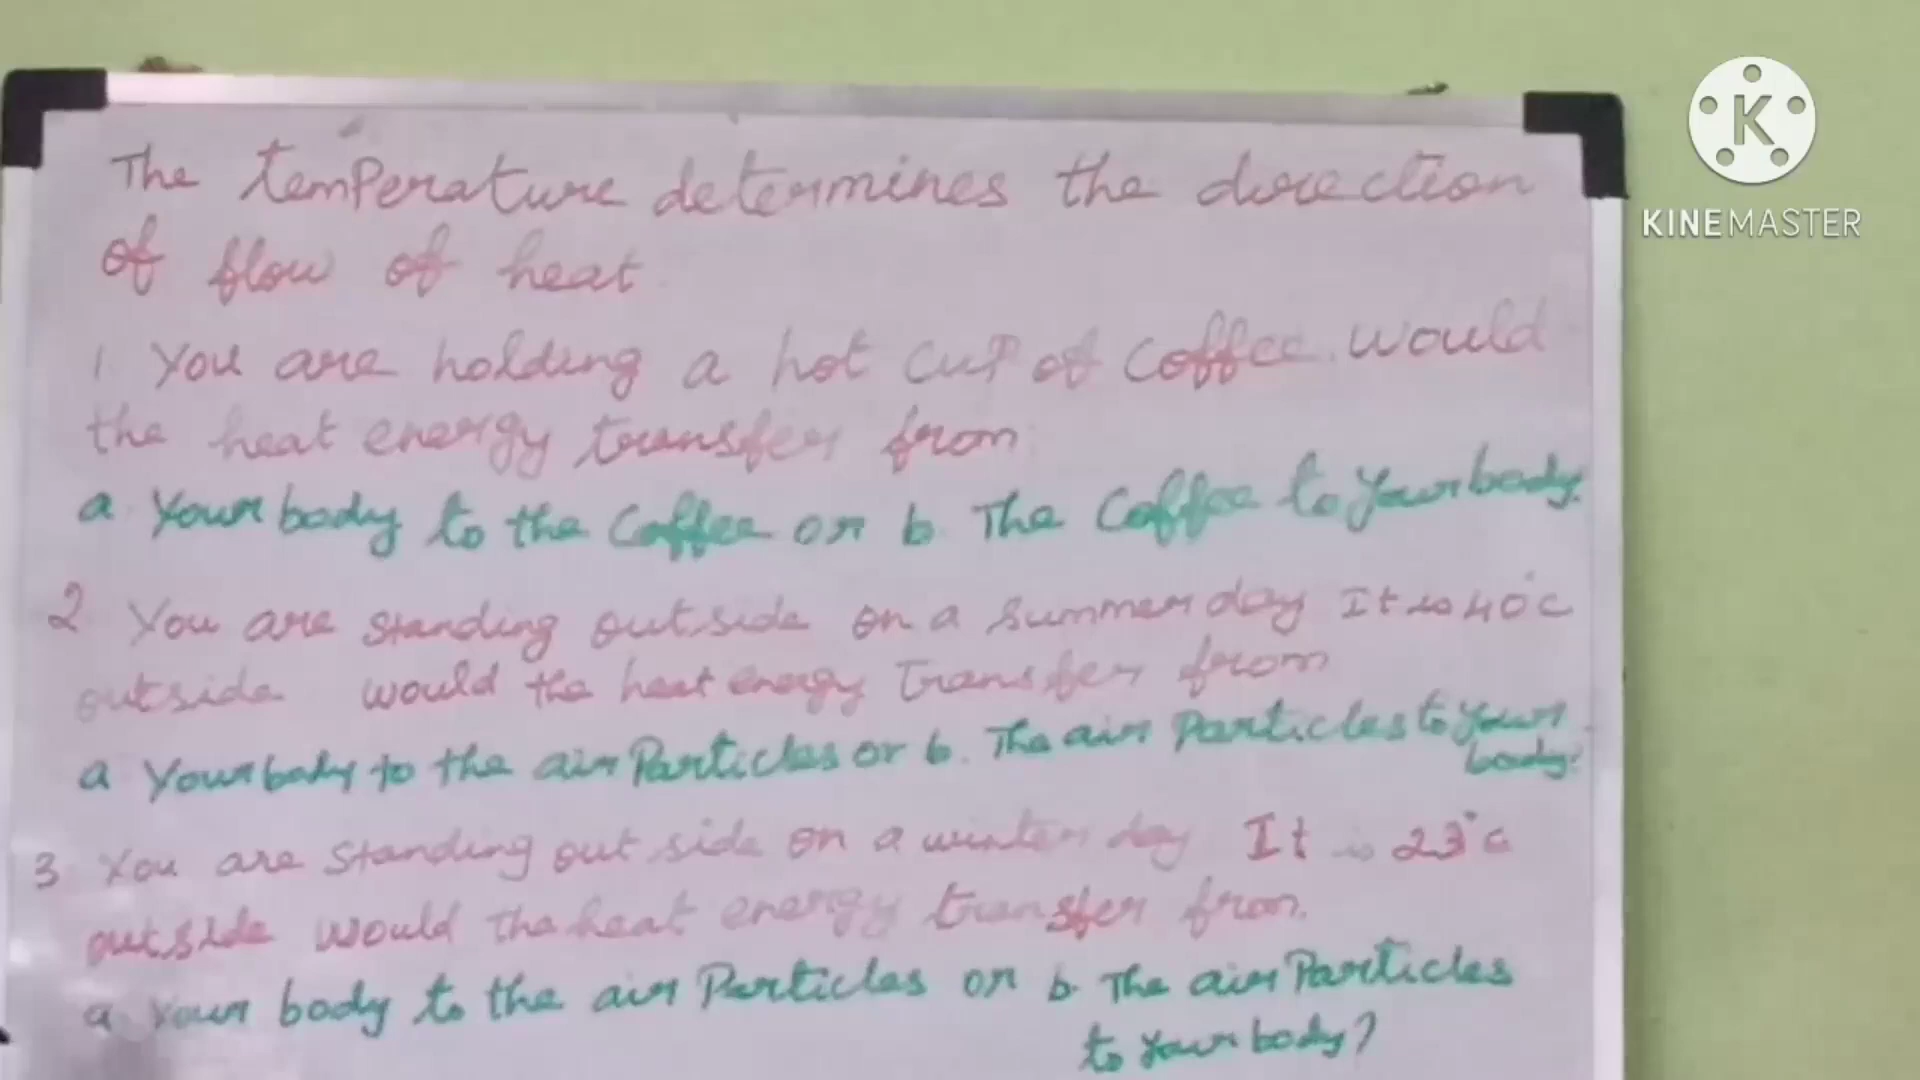 The temperature determines the direction
of flow of heat
1 You are holding a hot cup of coffee. would
the heat energy transfer from
a. Your body to the Coffee or b. The Coffee to your body.
2 You are standing outside on a summer day It is 40°c
outside would the heat energy Transfer from
a Your body to the air Particles or b. The air Particles to your
body.
3 You are standing out side on a winter day It is 23°c
outside would the heat energy transfer from.
a Your body to the air Particles or b. The air Particles
to your body?
K
KINEMASTER